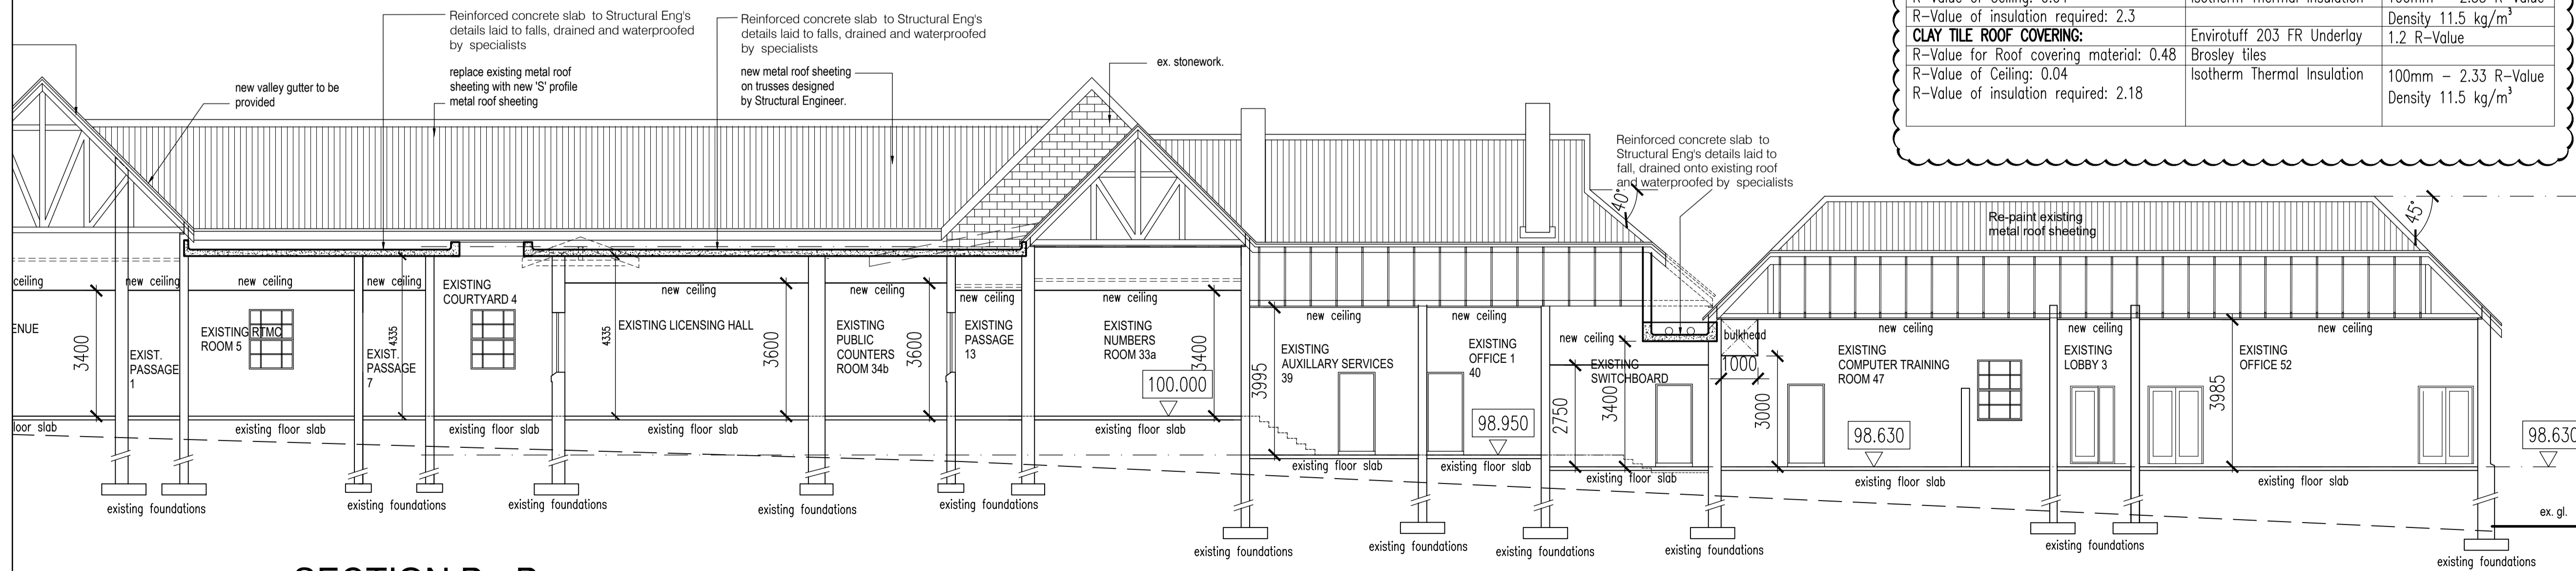 Reinforced concrete slab to Structural Eng's
details laid to falls, drained and waterproofed
by specialists
Reinforced concrete slab to Structural Eng's
details laid to falls, drained and waterproofed
by specialists
new valley gutter to be
provided
replace existing metal roof
sheeting with new 'S' profile
metal roof sheeting
new metal roof sheeting
on trusses designed
by Structural Engineer.
ex. stonework.
R-Value of insulation required: 2.3
Density 11.5 kg/m³
CLAY TILE ROOF COVERING:
Envirotuff 203 FR Underlay
1.2 R-Value
R-Value for Roof covering material: 0.48
Brosley tiles
R-Value of Ceiling: 0.04
Isotherm Thermal Insulation
100mm - 2.33 R-Value
R-Value of insulation required: 2.18
Density 11.5 kg/m³
Reinforced concrete slab to
Structural Eng's details laid to
fall, drained onto existing roof
and waterproofed by specialists
40°
Re-paint existing
metal roof sheeting
45°
ceiling
new ceiling
new ceiling
new ceiling
new ceiling
new ceiling
new ceiling
new ceiling
new ceiling
new ceiling
new ceiling
new ceiling
new ceiling
new ceiling
ENUE
3400
EXIST.
PASSAGE
1
EXISTING RTMC
ROOM 5
4335
EXIST.
PASSAGE
7
EXISTING
COURTYARD 4
4335
EXISTING LICENSING HALL
3600
EXISTING
PUBLIC
COUNTERS
ROOM 34b
3600
EXISTING
PASSAGE
13
EXISTING
NUMBERS
ROOM 33a
3400
100.000
3995
EXISTING
AUXILLARY SERVICES
39
EXISTING
OFFICE 1
40
98.950
2750
EXISTING
SWITCHBOARD
3400
bulkhead
1000
3000
EXISTING
COMPUTER TRAINING
ROOM 47
98.630
EXISTING
LOBBY 3
3985
EXISTING
OFFICE 52
98.630
loor slab
existing floor slab
existing floor slab
existing floor slab
existing floor slab
existing floor slab
existing floor slab
existing floor slab
existing floor slab
existing floor slab
ex. gl.
existing foundations
existing foundations
existing foundations
existing foundations
existing foundations
existing foundations
existing foundations
existing foundations
existing foundations
existing foundations
existing foundations
SECTION B - B